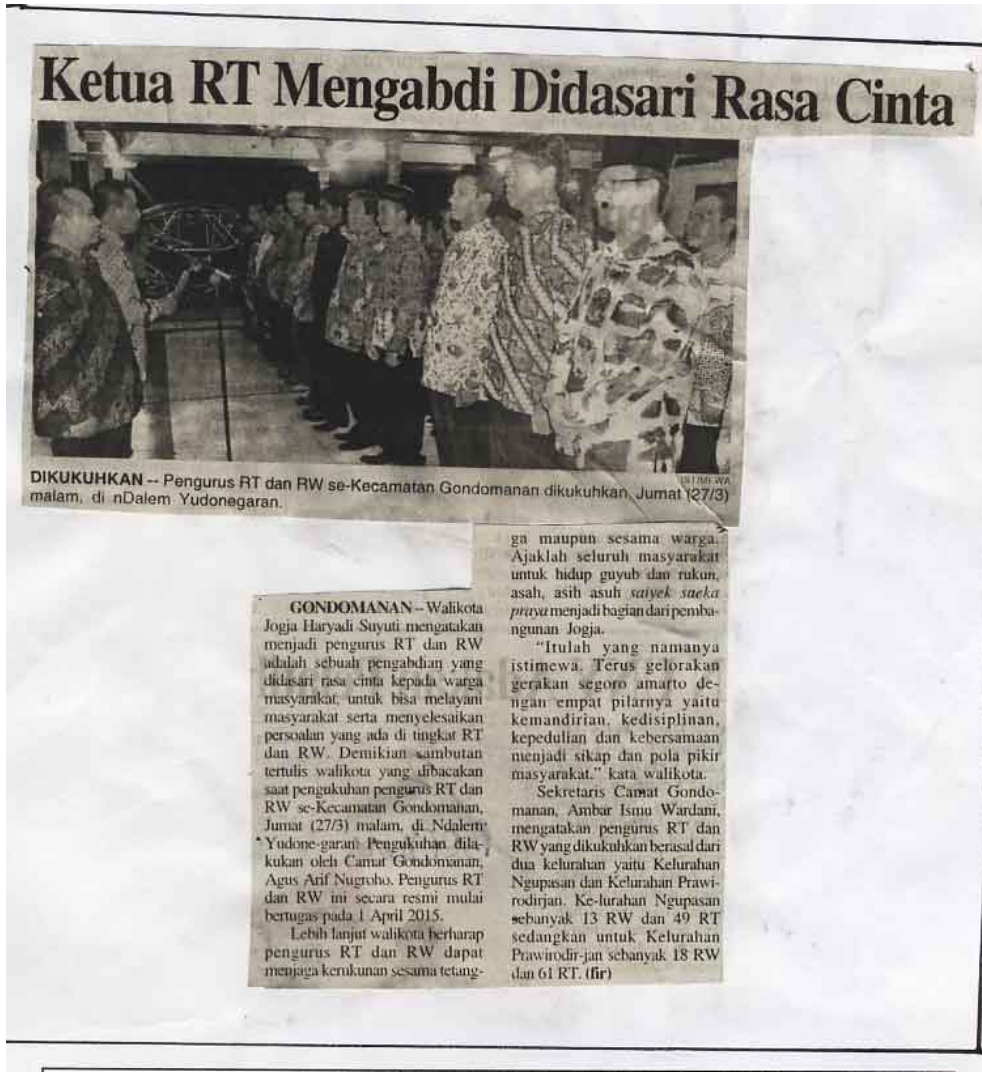 Ketua RT Mengabdi Didasari Rasa Cinta
ISTIMEWA
DIKUKUHKAN -- Pengurus RT dan RW se-Kecamatan Gondomanan dikukuhkan, Jumat (27/3)
malam, di nDalem Yudonegaran.
GONDOMANAN – Walikota
Jogja Haryadi Suyuti mengatakan
menjadi pengurus RT dan RW
adalah sebuah pengabdian yang
didasari rasa cinta kepada warga
masyarakat, untuk bisa melayani
masyarakat serta menyelesaikan
persoalan yang ada di tingkat RT
dan RW. Demikian sambutan
tertulis walikota yang dibacakan
saat pengukuhan pengurus RT dan
RW se-Kecamatan Gondomanan,
Jumat (27/3) malam, di Ndalem
Yudone-garan. Pengukuhan dila-
kukan oleh Camat Gondomanan,
Agus Arif Nugroho. Pengurus RT
dan RW ini secara resmi mulai
bertugas pada 1 April 2015.
Lebih lanjut walikota berharap
pengurus RT dan RW dapat
menjaga kerukunan sesama tetang-
ga maupun sesama warga.
Ajaklah seluruh masyarakat
untuk hidup guyub dan rukun,
asah, asih asuh saiyek saeka
praya menjadi bagian dari pemba-
ngunan Jogja.
"Itulah yang namanya
istimewa. Terus gelorakan
gerakan segoro amarto de-
ngan empat pilarnya yaitu
kemandirian, kedisiplinan,
kepedulian dan kebersamaan
menjadi sikap dan pola pikir
masyarakat." kata walikota.
Sekretaris Camat Gondo-
manan, Ambar Ismu Wardani,
mengatakan pengurus RT dan
RW yang dikukuhkan berasal dari
dua kelurahan yaitu Kelurahan
Ngupasan dan Kelurahan Prawi-
rodirjan. Ke-lurahan Ngupasan
sebanyak 13 RW dan 49 RT
sedangkan untuk Kelurahan
Prawirodir-jan sebanyak 18 RW
dan 61 RT. (fir)